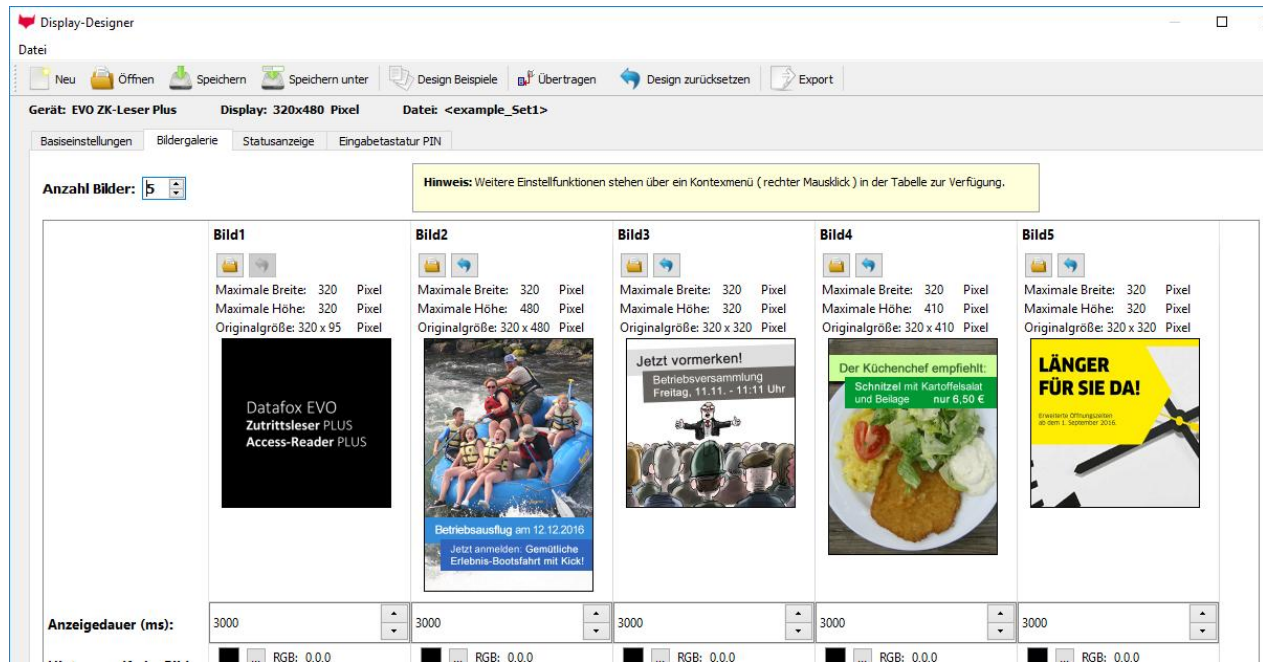 Display-Designer
Datei
Neu Öffnen Speichern Speichern unter Design Beispiele Übertragen Design zurücksetzen Export
Gerät: EVO ZK-Leser Plus Display: 320x480 Pixel Datei: <example_Set1>
Basiseinstellungen Bildergalerie Statusanzeige Eingabetastatur PIN
Anzahl Bilder: 5
Hinweis: Weitere Einstellfunktionen stehen über ein Kontexmenü ( rechter Mausklick ) in der Tabelle zur Verfügung.
Bild1 Bild2 Bild3 Bild4 Bild5
Maximale Breite: 320 Pixel Maximale Breite: 320 Pixel Maximale Breite: 320 Pixel Maximale Breite: 320 Pixel Maximale Breite: 320 Pixel
Maximale Höhe: 320 Pixel Maximale Höhe: 480 Pixel Maximale Höhe: 320 Pixel Maximale Höhe: 410 Pixel Maximale Höhe: 320 Pixel
Originalgröße: 320 x 95 Pixel Originalgröße: 320 x 480 Pixel Originalgröße: 320 x 320 Pixel Originalgröße: 320 x 410 Pixel Originalgröße: 320 x 320 Pixel
Datafox EVO
Zutrittsleser PLUS
Access-Reader PLUS
Betriebsausflug am 12.12.2016
Jetzt anmelden: Gemütliche
Erlebnis-Bootsfahrt mit Kick!
Jetzt vormerken!
Betriebsversammlung
Freitag, 11.11. - 11:11 Uhr
Der Küchenchef empfiehlt:
Schnitzel mit Kartoffelsalat
und Beilage nur 6,50 €
LÄNGER
FÜR SIE DA!
Erweiterte Öffnungszeiten
ab dem 1. September 2016.
Anzeigedauer (ms): 3000 3000 3000 3000 3000
... RGB: 0,0,0 ... RGB: 0,0,0 ... RGB: 0,0,0 ... RGB: 0,0,0 ... RGB: 0,0,0